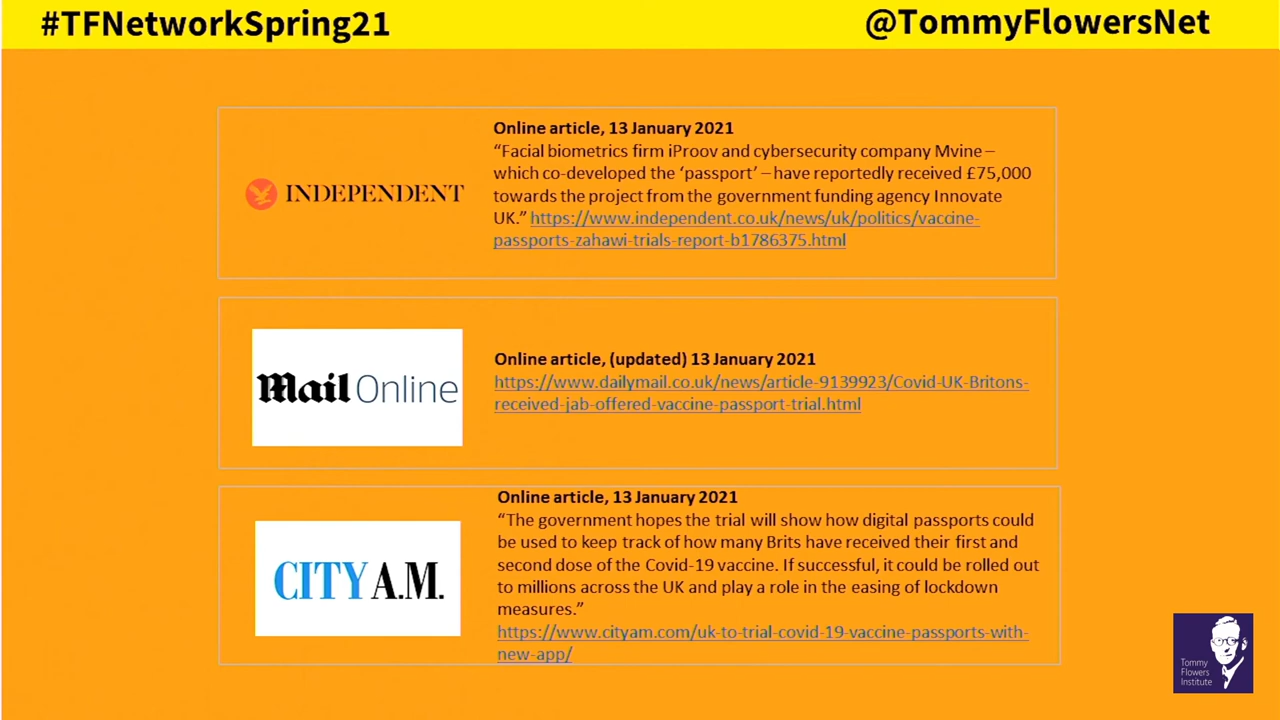 #TFNetworkSpring21
@TommyFlowersNet
INDEPENDENT
Online article, 13 January 2021
“Facial biometrics firm iProov and cybersecurity company Mvine –
which co-developed the ‘passport’ – have reportedly received £75,000
towards the project from the government funding agency Innovate
UK.” https://www.independent.co.uk/news/uk/politics/vaccine-
passports-zahawi-trials-report-b1786375.html
Mail Online
Online article, (updated) 13 January 2021
https://www.dailymail.co.uk/news/article-9139923/Covid-UK-Britons-
received-jab-offered-vaccine-passport-trial.html
CITY A.M.
Online article, 13 January 2021
“The government hopes the trial will show how digital passports could
be used to keep track of how many Brits have received their first and
second dose of the Covid-19 vaccine. If successful, it could be rolled out
to millions across the UK and play a role in the easing of lockdown
measures.”
https://www.cityam.com/uk-to-trial-covid-19-vaccine-passports-with-
new-app/
Tommy
Flowers
Institute